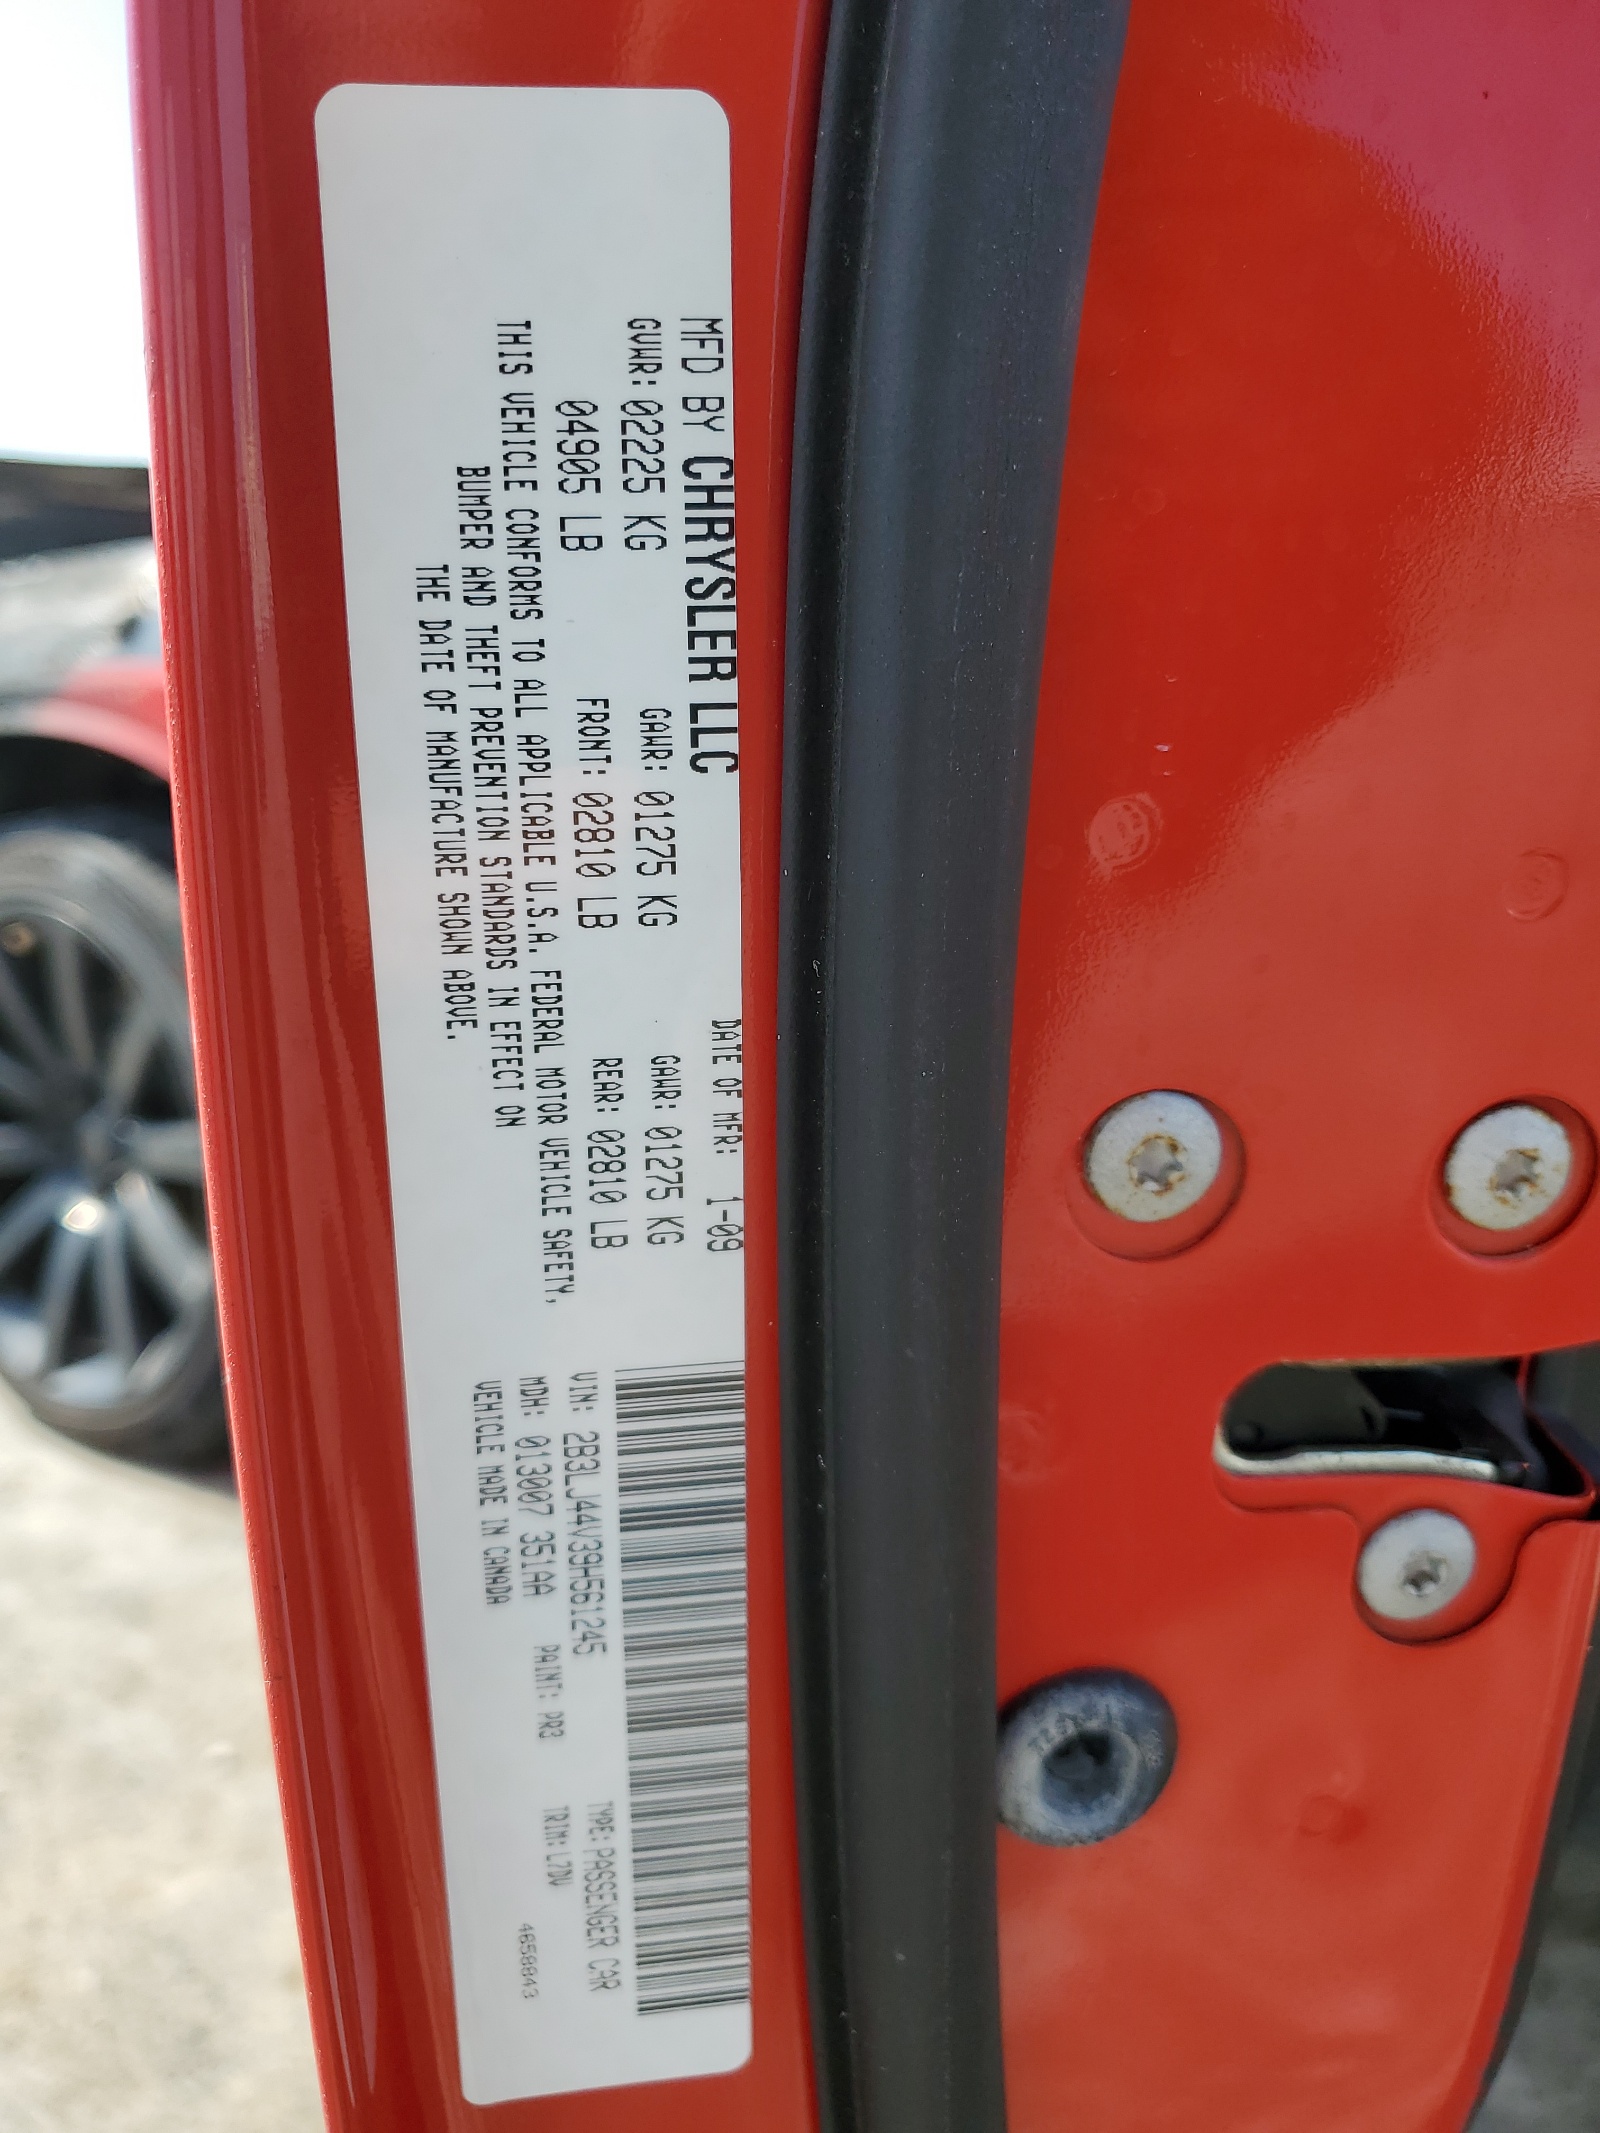 MFD BY CHRYSLER LLC DATE OF MFR: 1-09
GVWR: 02225 KG GAWR: 01275 KG GAWR: 01275 KG
04905 LB FRONT: 02810 LB REAR: 02810 LB
THIS VEHICLE CONFORMS TO ALL APPLICABLE U.S.A. FEDERAL MOTOR VEHICLE SAFETY,
BUMPER AND THEFT PREVENTION STANDARDS IN EFFECT ON
THE DATE OF MANUFACTURE SHOWN ABOVE.
VIN: 2B3LJ44V39H561245 TYPE: PASSENGER CAR
MDH: 013007 351AA PAINT: PR3 TRIM: L7DV
VEHICLE MADE IN CANADA 4658843